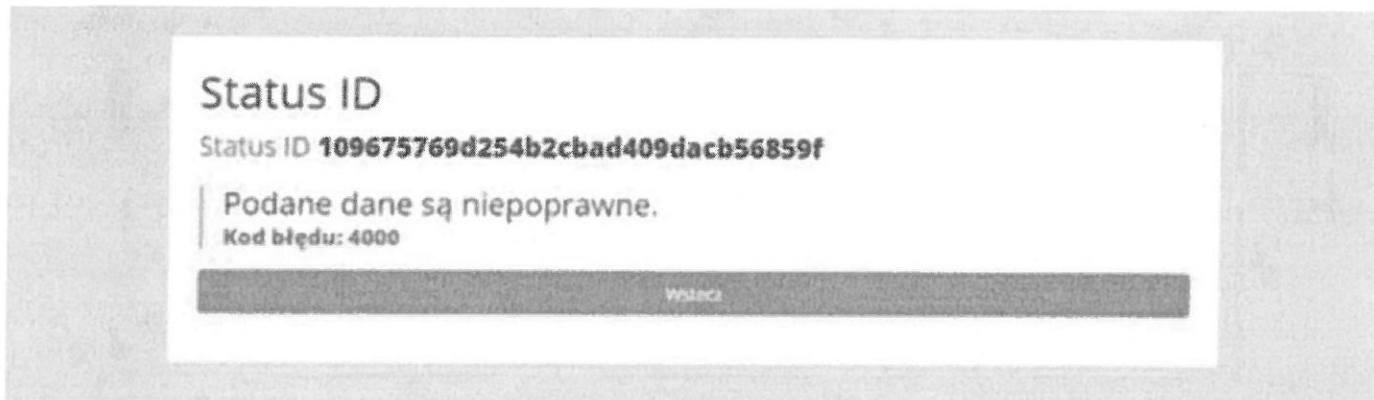 Status ID
Status ID 109675769d254b2cbad409dacb56859f
Podane dane są niepoprawne.
Kod błędu: 4000
Wstecz